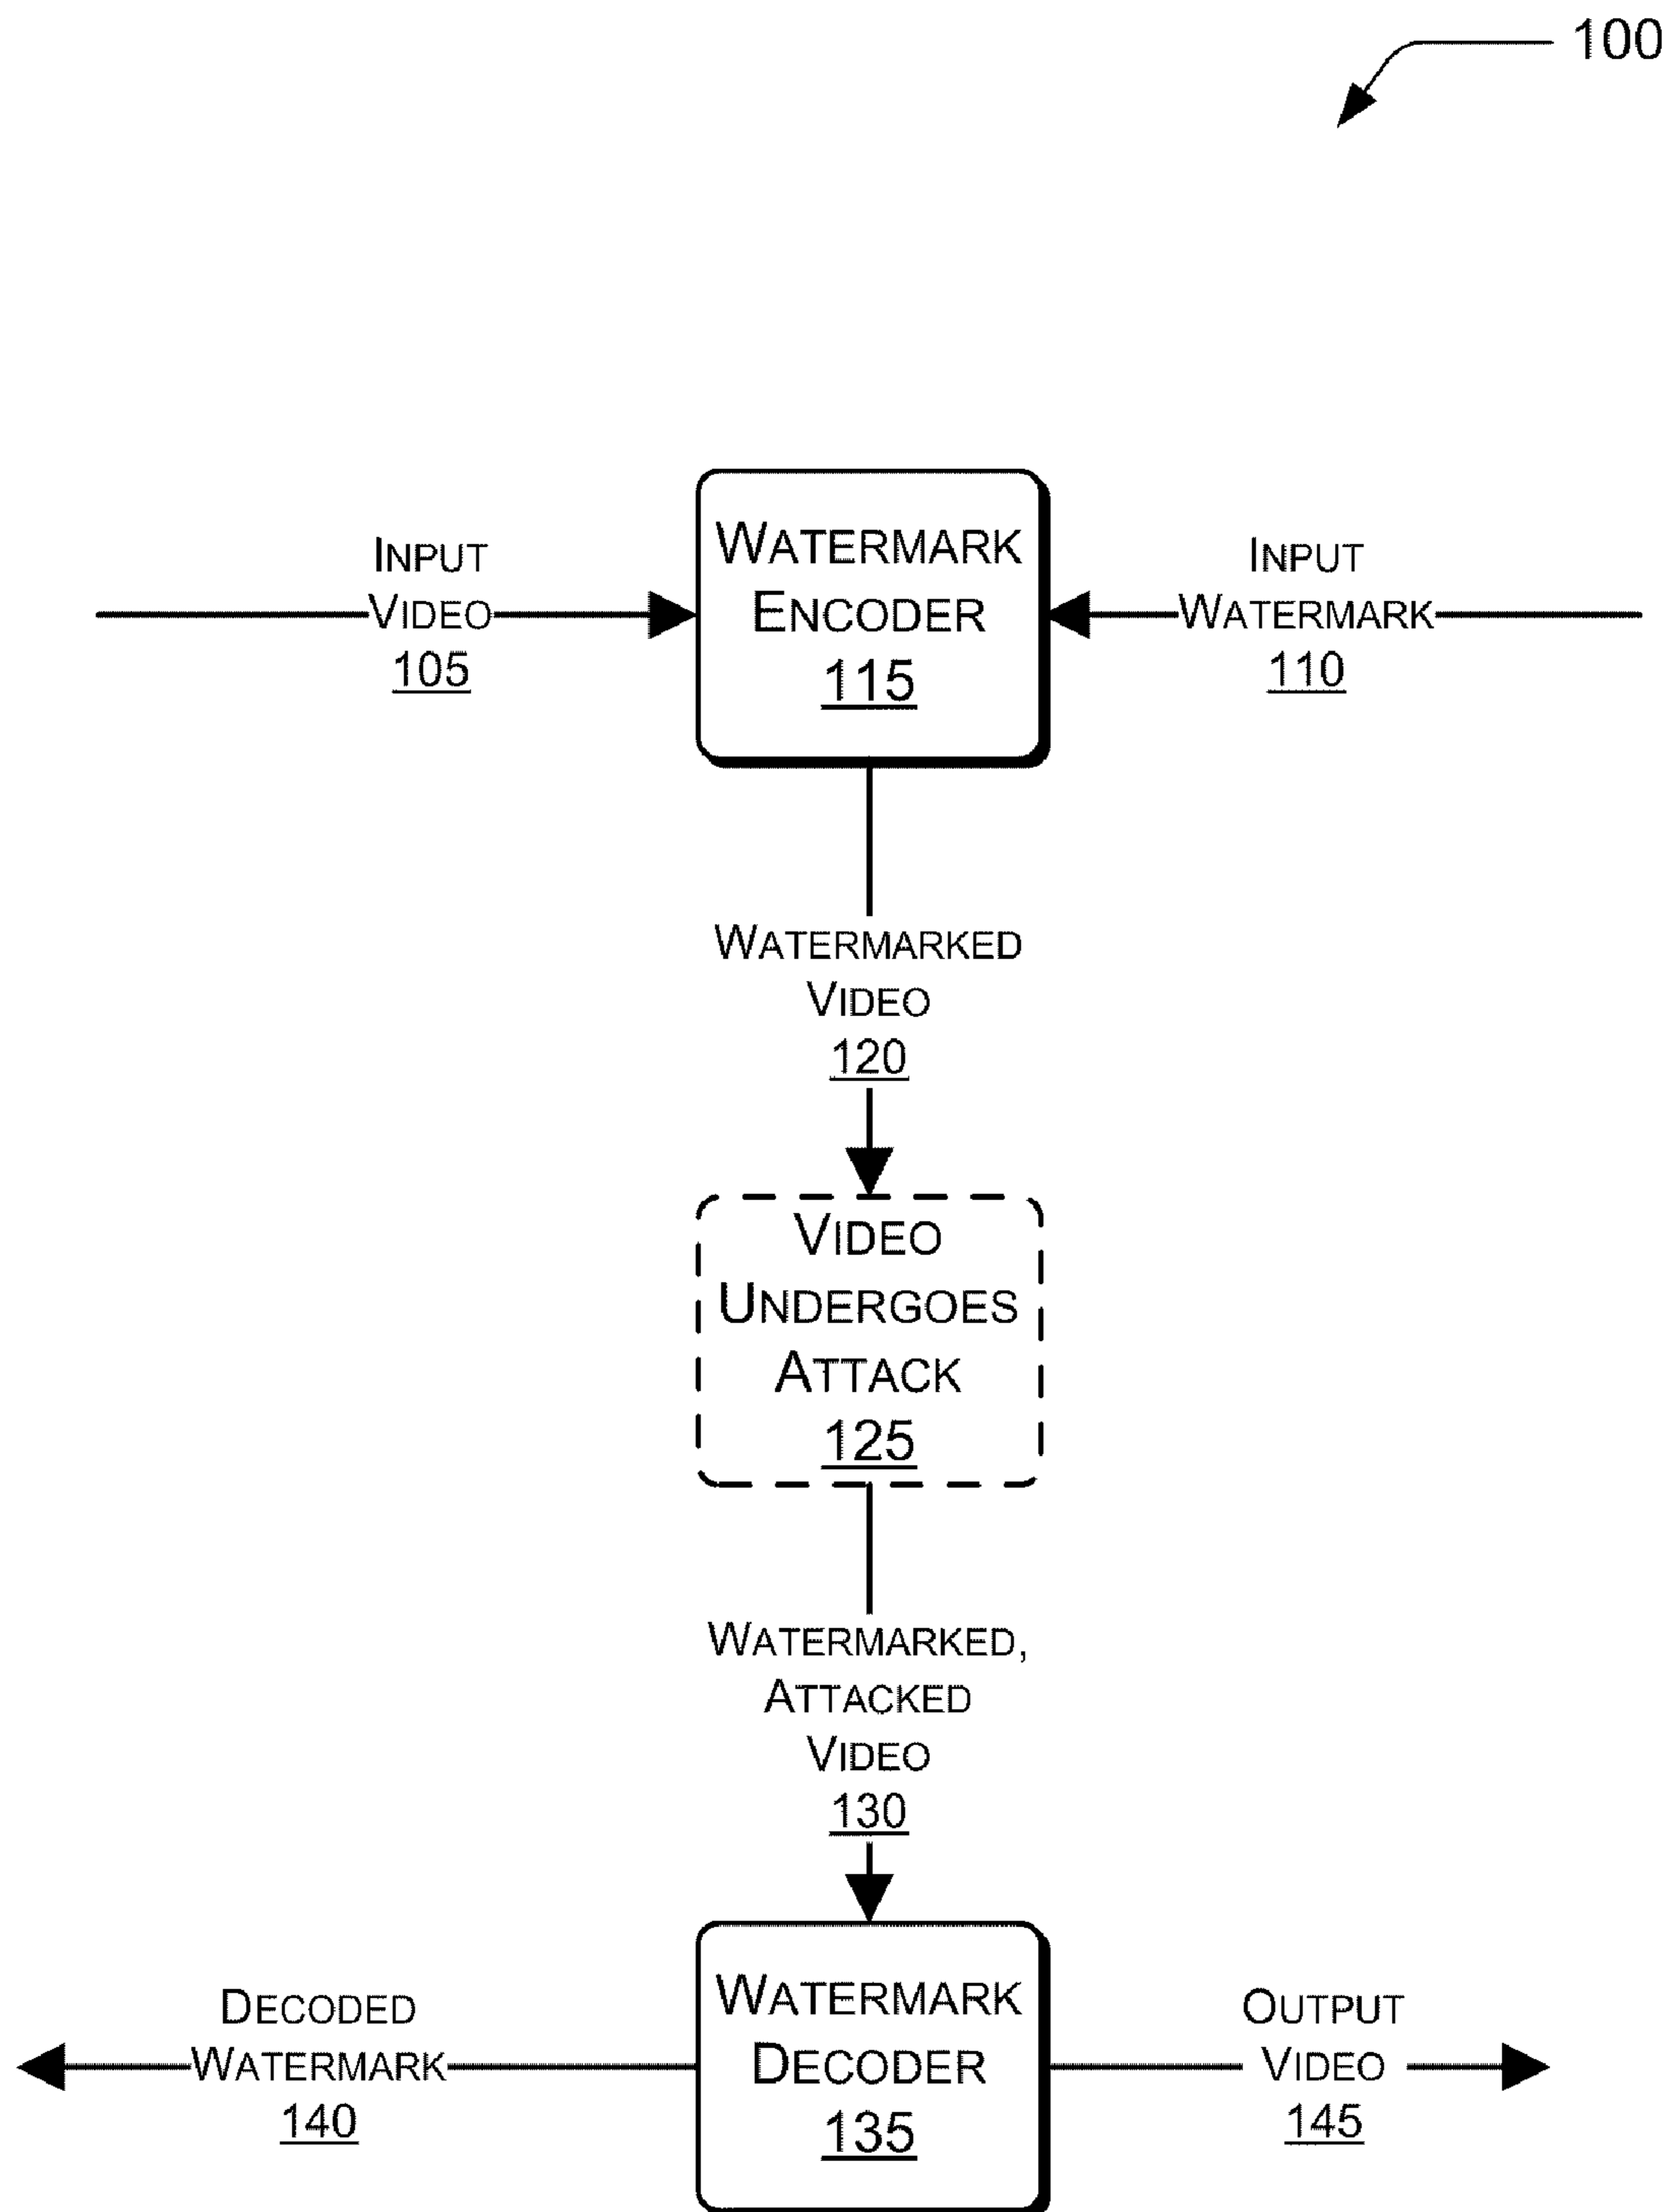 100
INPUT
VIDEO
105
WATERMARK
ENCODER
115
INPUT
WATERMARK
110
WATERMARKED
VIDEO
120
VIDEO
UNDERGOES
ATTACK
125
WATERMARKED,
ATTACKED
VIDEO
130
DECODED
WATERMARK
140
WATERMARK
DECODER
135
OUTPUT
VIDEO
145